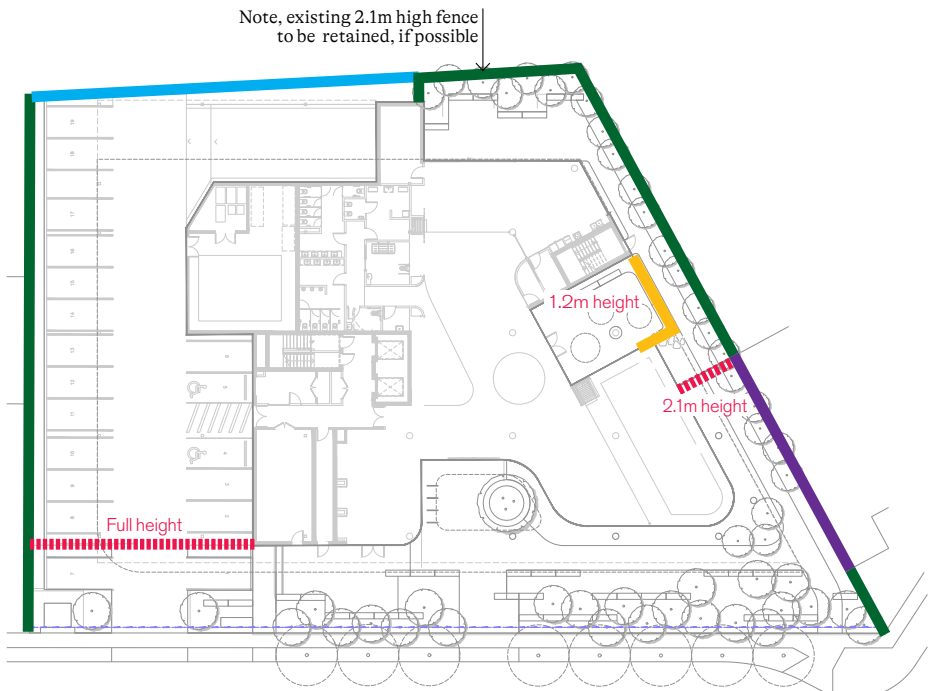 Note, existing 2.1m high fence
to be retained, if possible
1.2m height
2.1m height
Full height